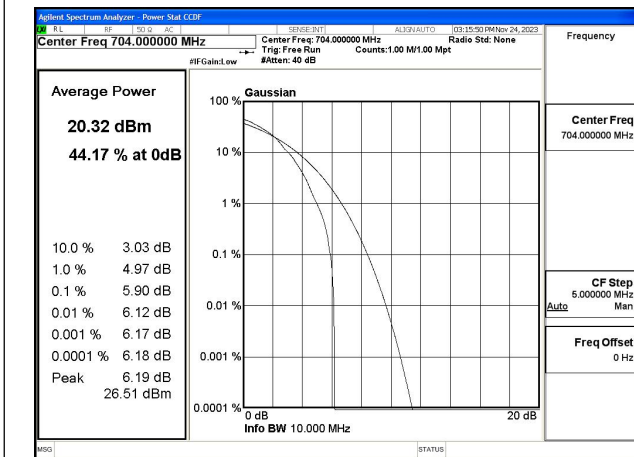 Agilent Spectrum Analyzer - Power Stat CCDF
RL RF 50 Ω AC SENSE:INT ALIGN AUTO 03:15:50 PM Nov 24, 2023
Center Freq 704.000000 MHz
Center Freq: 704.000000 MHz Radio Std: None
Trig: Free Run Counts:1.00 M/1.00 Mpt
#IFGain:Low #Atten: 40 dB
Frequency
Average Power
20.32 dBm
44.17 % at 0dB
10.0 % 3.03 dB
1.0 % 4.97 dB
0.1 % 5.90 dB
0.01 % 6.12 dB
0.001 % 6.17 dB
0.0001 % 6.18 dB
Peak 6.19 dB
26.51 dBm
Gaussian
100 %
10 %
1 %
0.1 %
0.01 %
0.001 %
0.0001 %
0 dB 20 dB
Info BW 10.000 MHz
Center Freq
704.000000 MHz
CF Step
5.000000 MHz
Auto Man
Freq Offset
0 Hz
MSG STATUS